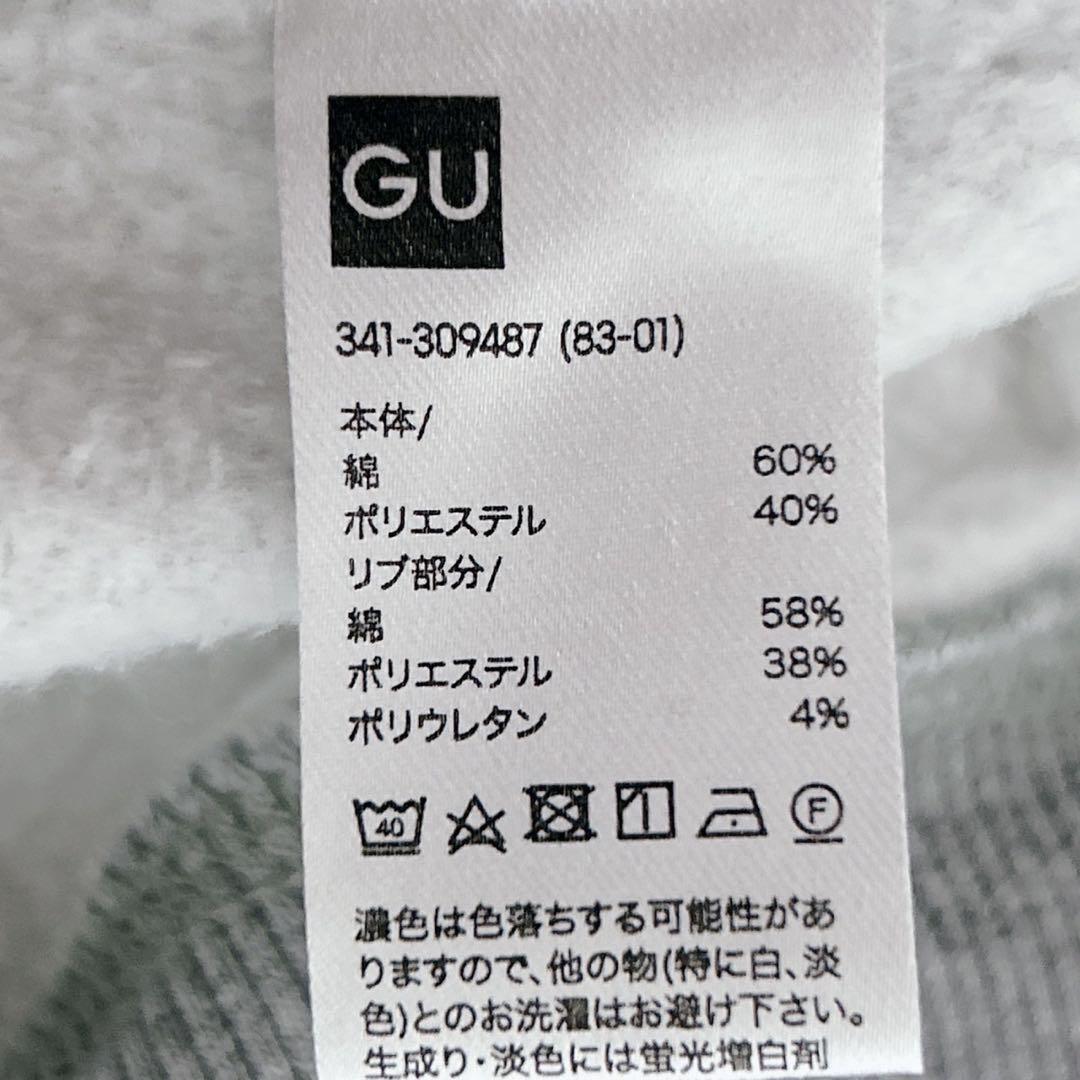 GU
341-309487 (83-01)
本体/
綿 60%
ポリエステル 40%
リブ部分/
綿 58%
ポリエステル 38%
ポリウレタン 4%
40 F
濃色は色落ちする可能性があ
りますので、他の物(特に白、淡
色)とのお洗濯はお避け下さい。
生成り・淡色には蛍光増白剤